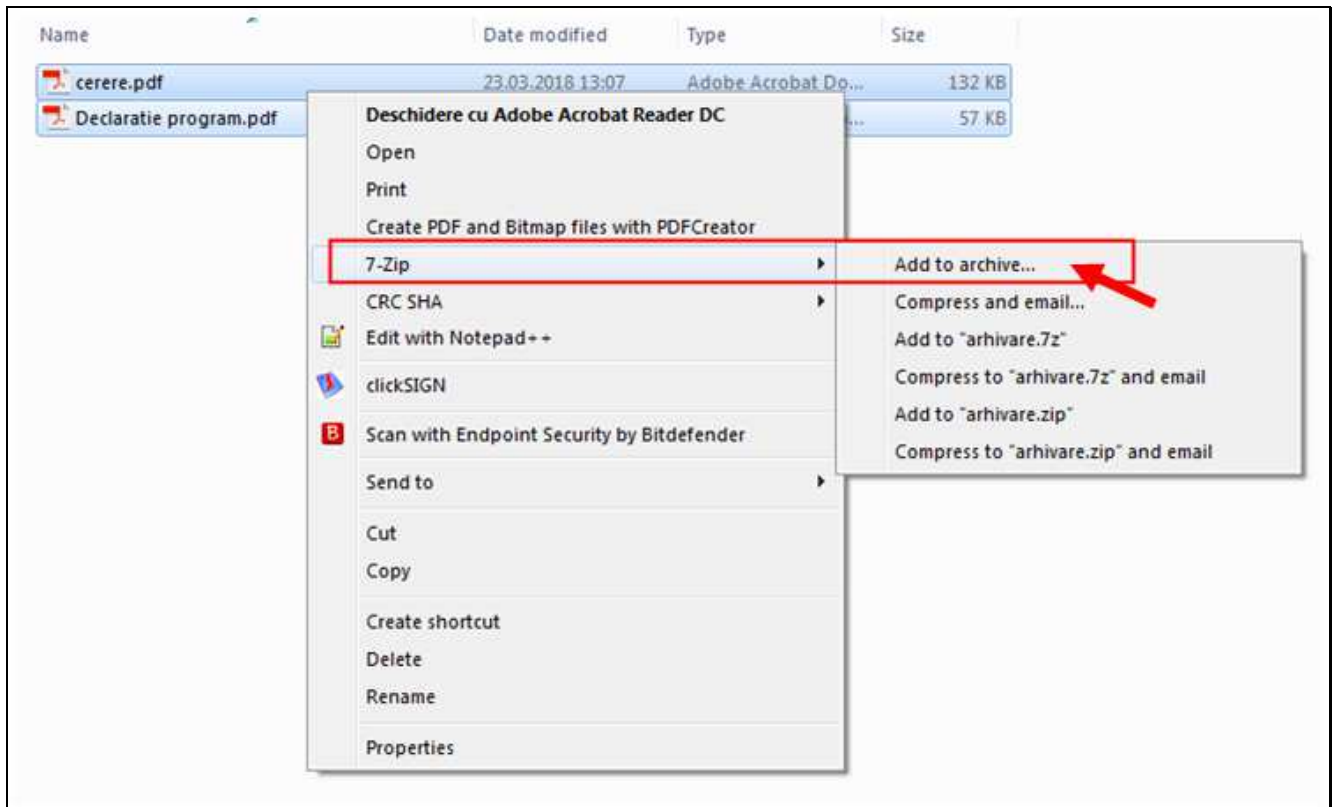 Name Date modified Type Size
cerere.pdf 23.03.2018 13:07 Adobe Acrobat Do... 132 KB
Declaratie program.pdf ... 57 KB
Deschidere cu Adobe Acrobat Reader DC
Open
Print
Create PDF and Bitmap files with PDFCreator
7-Zip
CRC SHA
Edit with Notepad++
clickSIGN
Scan with Endpoint Security by Bitdefender
Send to
Cut
Copy
Create shortcut
Delete
Rename
Properties
Add to archive...
Compress and email...
Add to "arhivare.7z"
Compress to "arhivare.7z" and email
Add to "arhivare.zip"
Compress to "arhivare.zip" and email